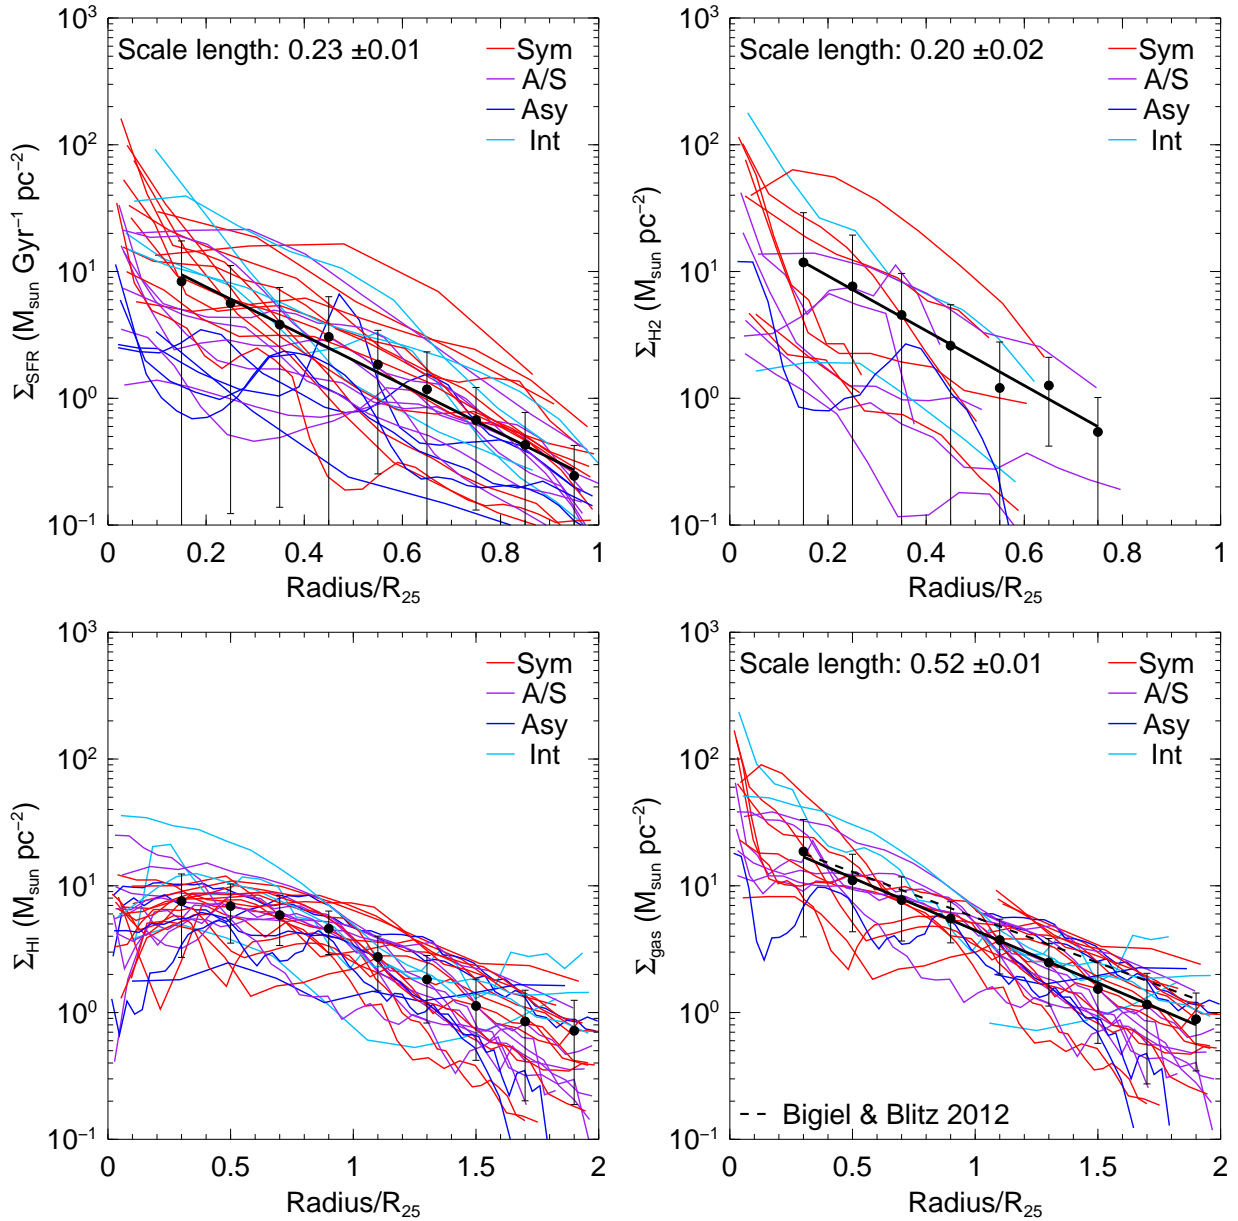 Scale length: 0.23 ±0.01
Sym
A/S
Asy
Int
10³
10²
10¹
10⁰
10⁻¹
Σ_SFR (M_sun Gyr⁻¹ pc⁻²)
0 0.2 0.4 0.6 0.8 1
Radius/R₂₅
Scale length: 0.20 ±0.02
Sym
A/S
Asy
Int
10³
10²
10¹
10⁰
10⁻¹
Σ_H2 (M_sun pc⁻²)
0 0.2 0.4 0.6 0.8 1
Radius/R₂₅
Sym
A/S
Asy
Int
10³
10²
10¹
10⁰
10⁻¹
Σ_HI (M_sun pc⁻²)
0 0.5 1 1.5 2
Radius/R₂₅
Scale length: 0.52 ±0.01
Sym
A/S
Asy
Int
10³
10²
10¹
10⁰
10⁻¹
Σ_gas (M_sun pc⁻²)
Bigiel & Blitz 2012
0 0.5 1 1.5 2
Radius/R₂₅